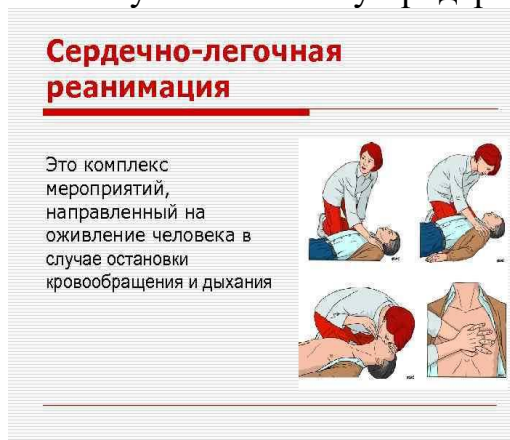 Сердечно-легочная
реанимация
Это комплекс
мероприятий,
направленный на
оживление человека в
случае остановки
кровообращения и дыхания